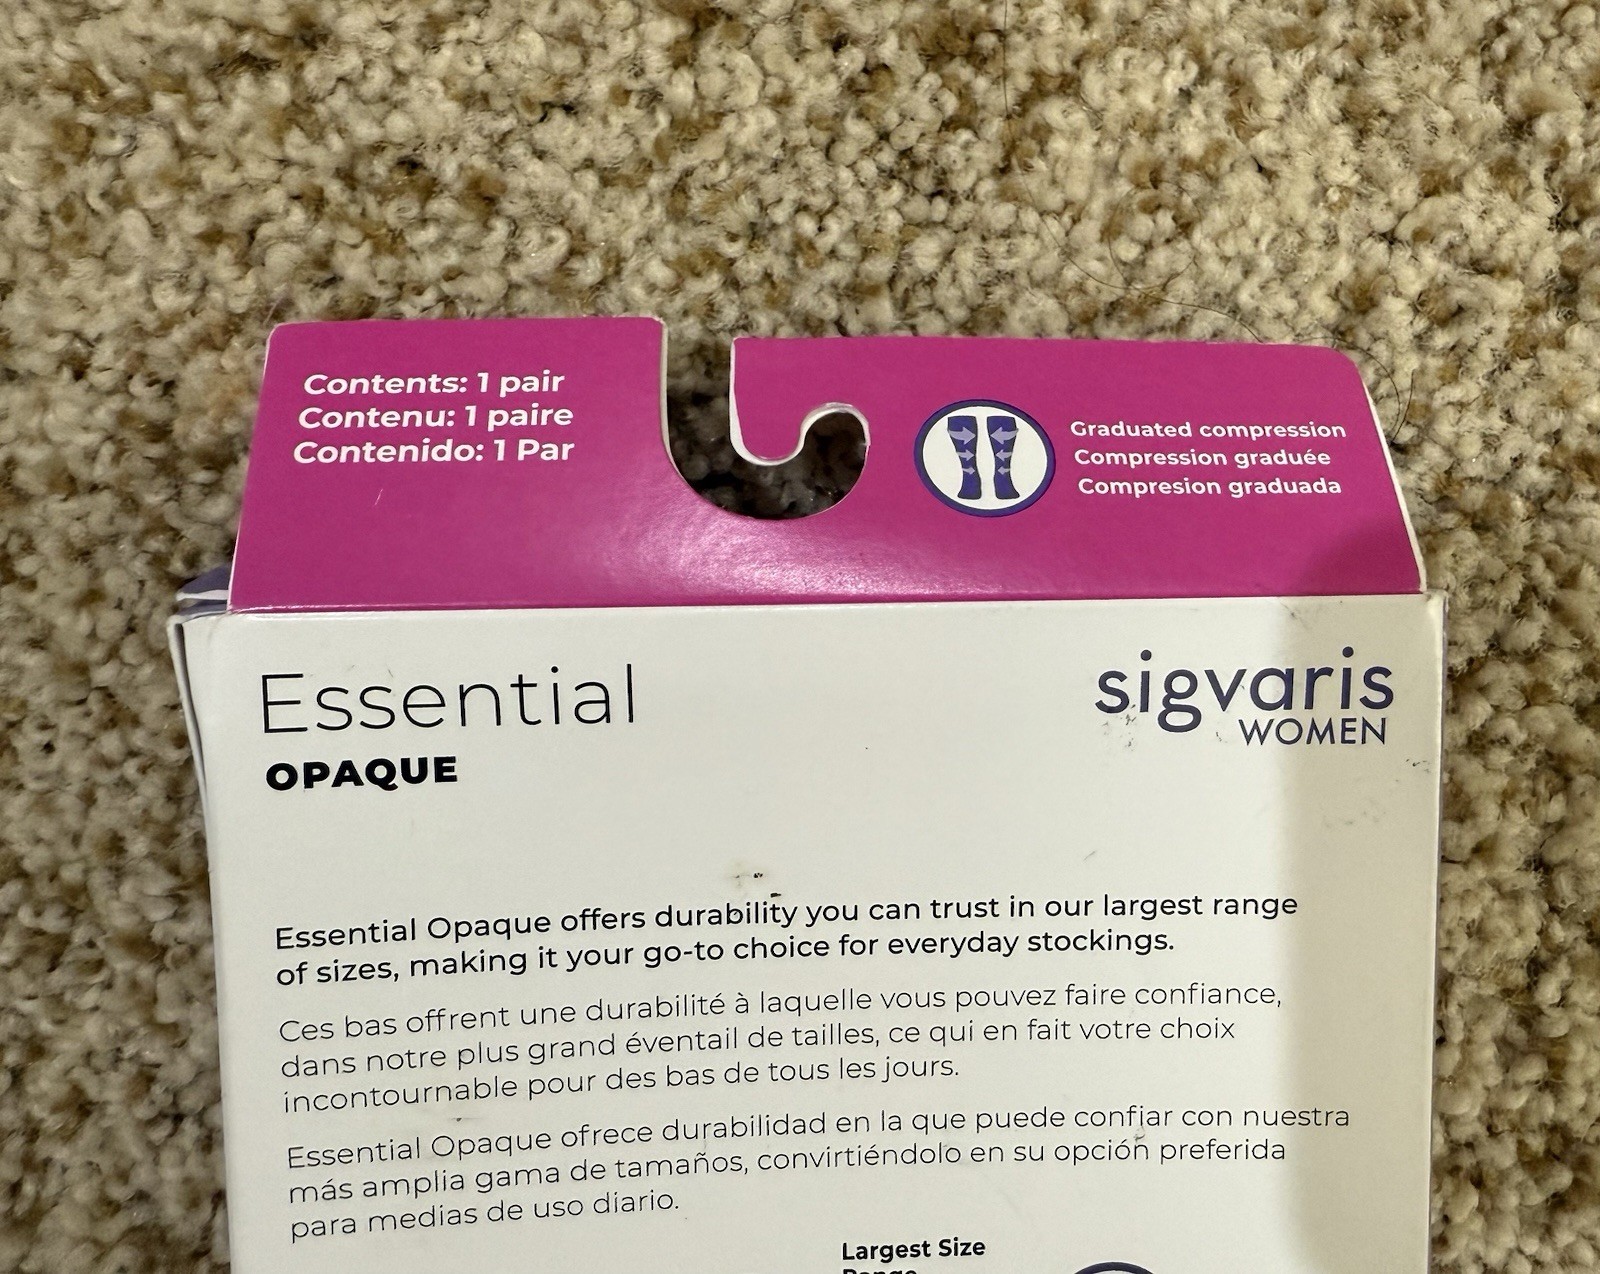 Contents: 1 pair
Contenu: 1 paire
Contenido: 1 Par
Graduated compression
Compression graduée
Compresion graduada
Essential
OPAQUE
sigvaris
WOMEN
Essential Opaque offers durability you can trust in our largest range
of sizes, making it your go-to choice for everyday stockings.
Ces bas offrent une durabilité à laquelle vous pouvez faire confiance,
dans notre plus grand éventail de tailles, ce qui en fait votre choix
incontournable pour des bas de tous les jours.
Essential Opaque ofrece durabilidad en la que puede confiar con nuestra
más amplia gama de tamaños, convirtiéndolo en su opción preferida
para medias de uso diario.
Largest Size
Range